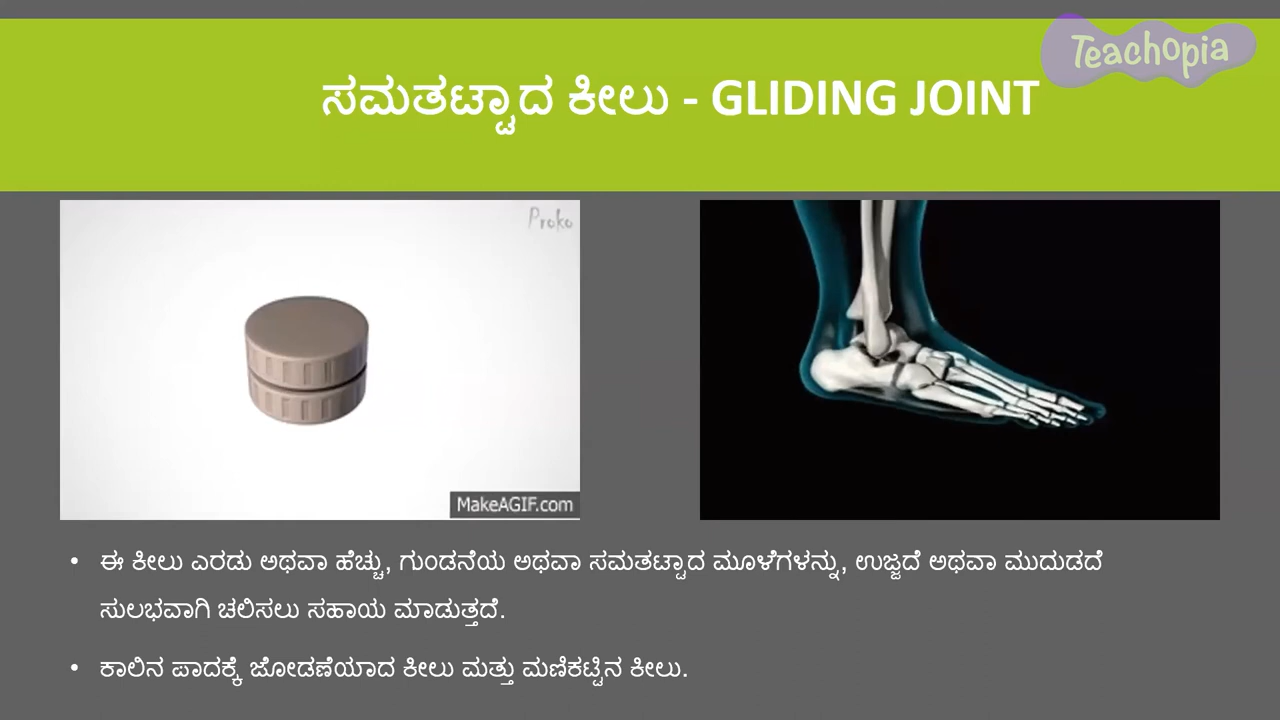 Teachopia
ಸಮತಟ್ಟಾದ ಕೀಲು - GLIDING JOINT
Proko
MakeAGIF.com
• ಈ ಕೀಲು ಎರಡು ಅಥವಾ ಹೆಚ್ಚು, ಗುಂಡನೆಯ ಅಥವಾ ಸಮತಟ್ಟಾದ ಮೂಳೆಗಳನ್ನು, ಉಜ್ಜದೆ ಅಥವಾ ಮುದುಡದೆ
ಸುಲಭವಾಗಿ ಚಲಿಸಲು ಸಹಾಯ ಮಾಡುತ್ತದೆ.
• ಕಾಲಿನ ಪಾದಕ್ಕೆ ಜೋಡಣೆಯಾದ ಕೀಲು ಮತ್ತು ಮಣಿಕಟ್ಟಿನ ಕೀಲು.